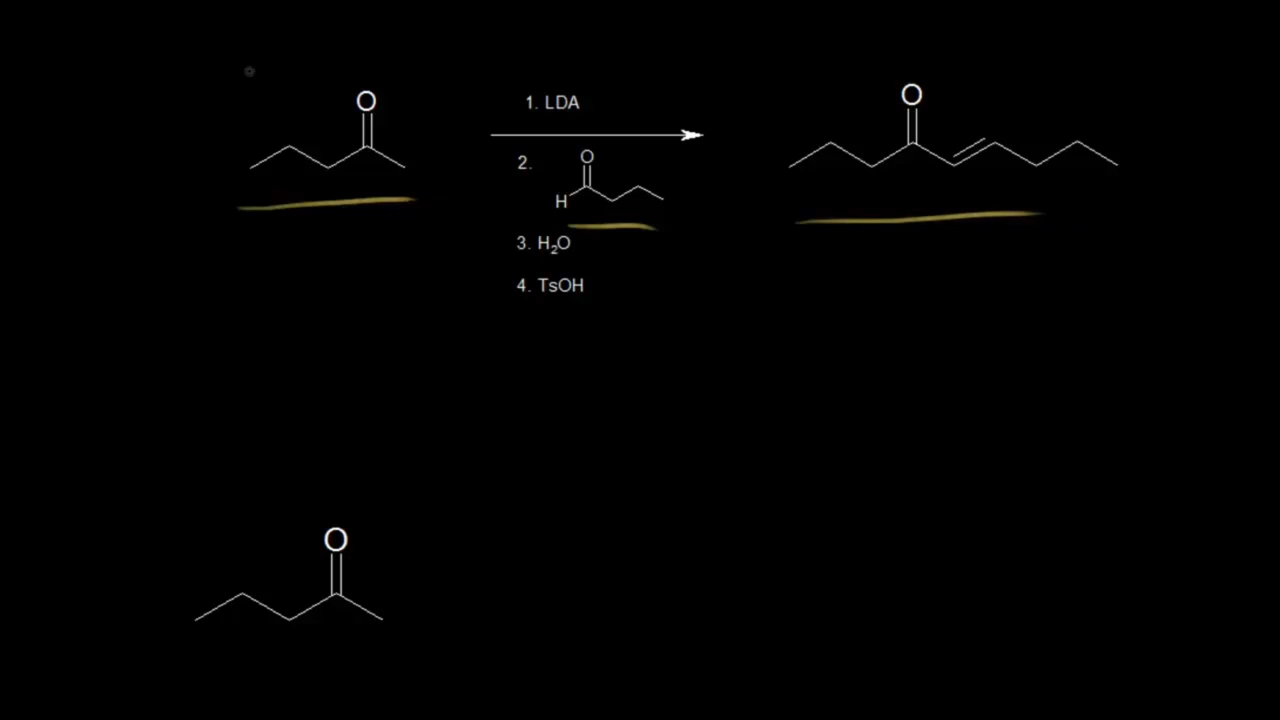 O
O
1. LDA
2.
O
H
3. H₂O
4. TsOH
O